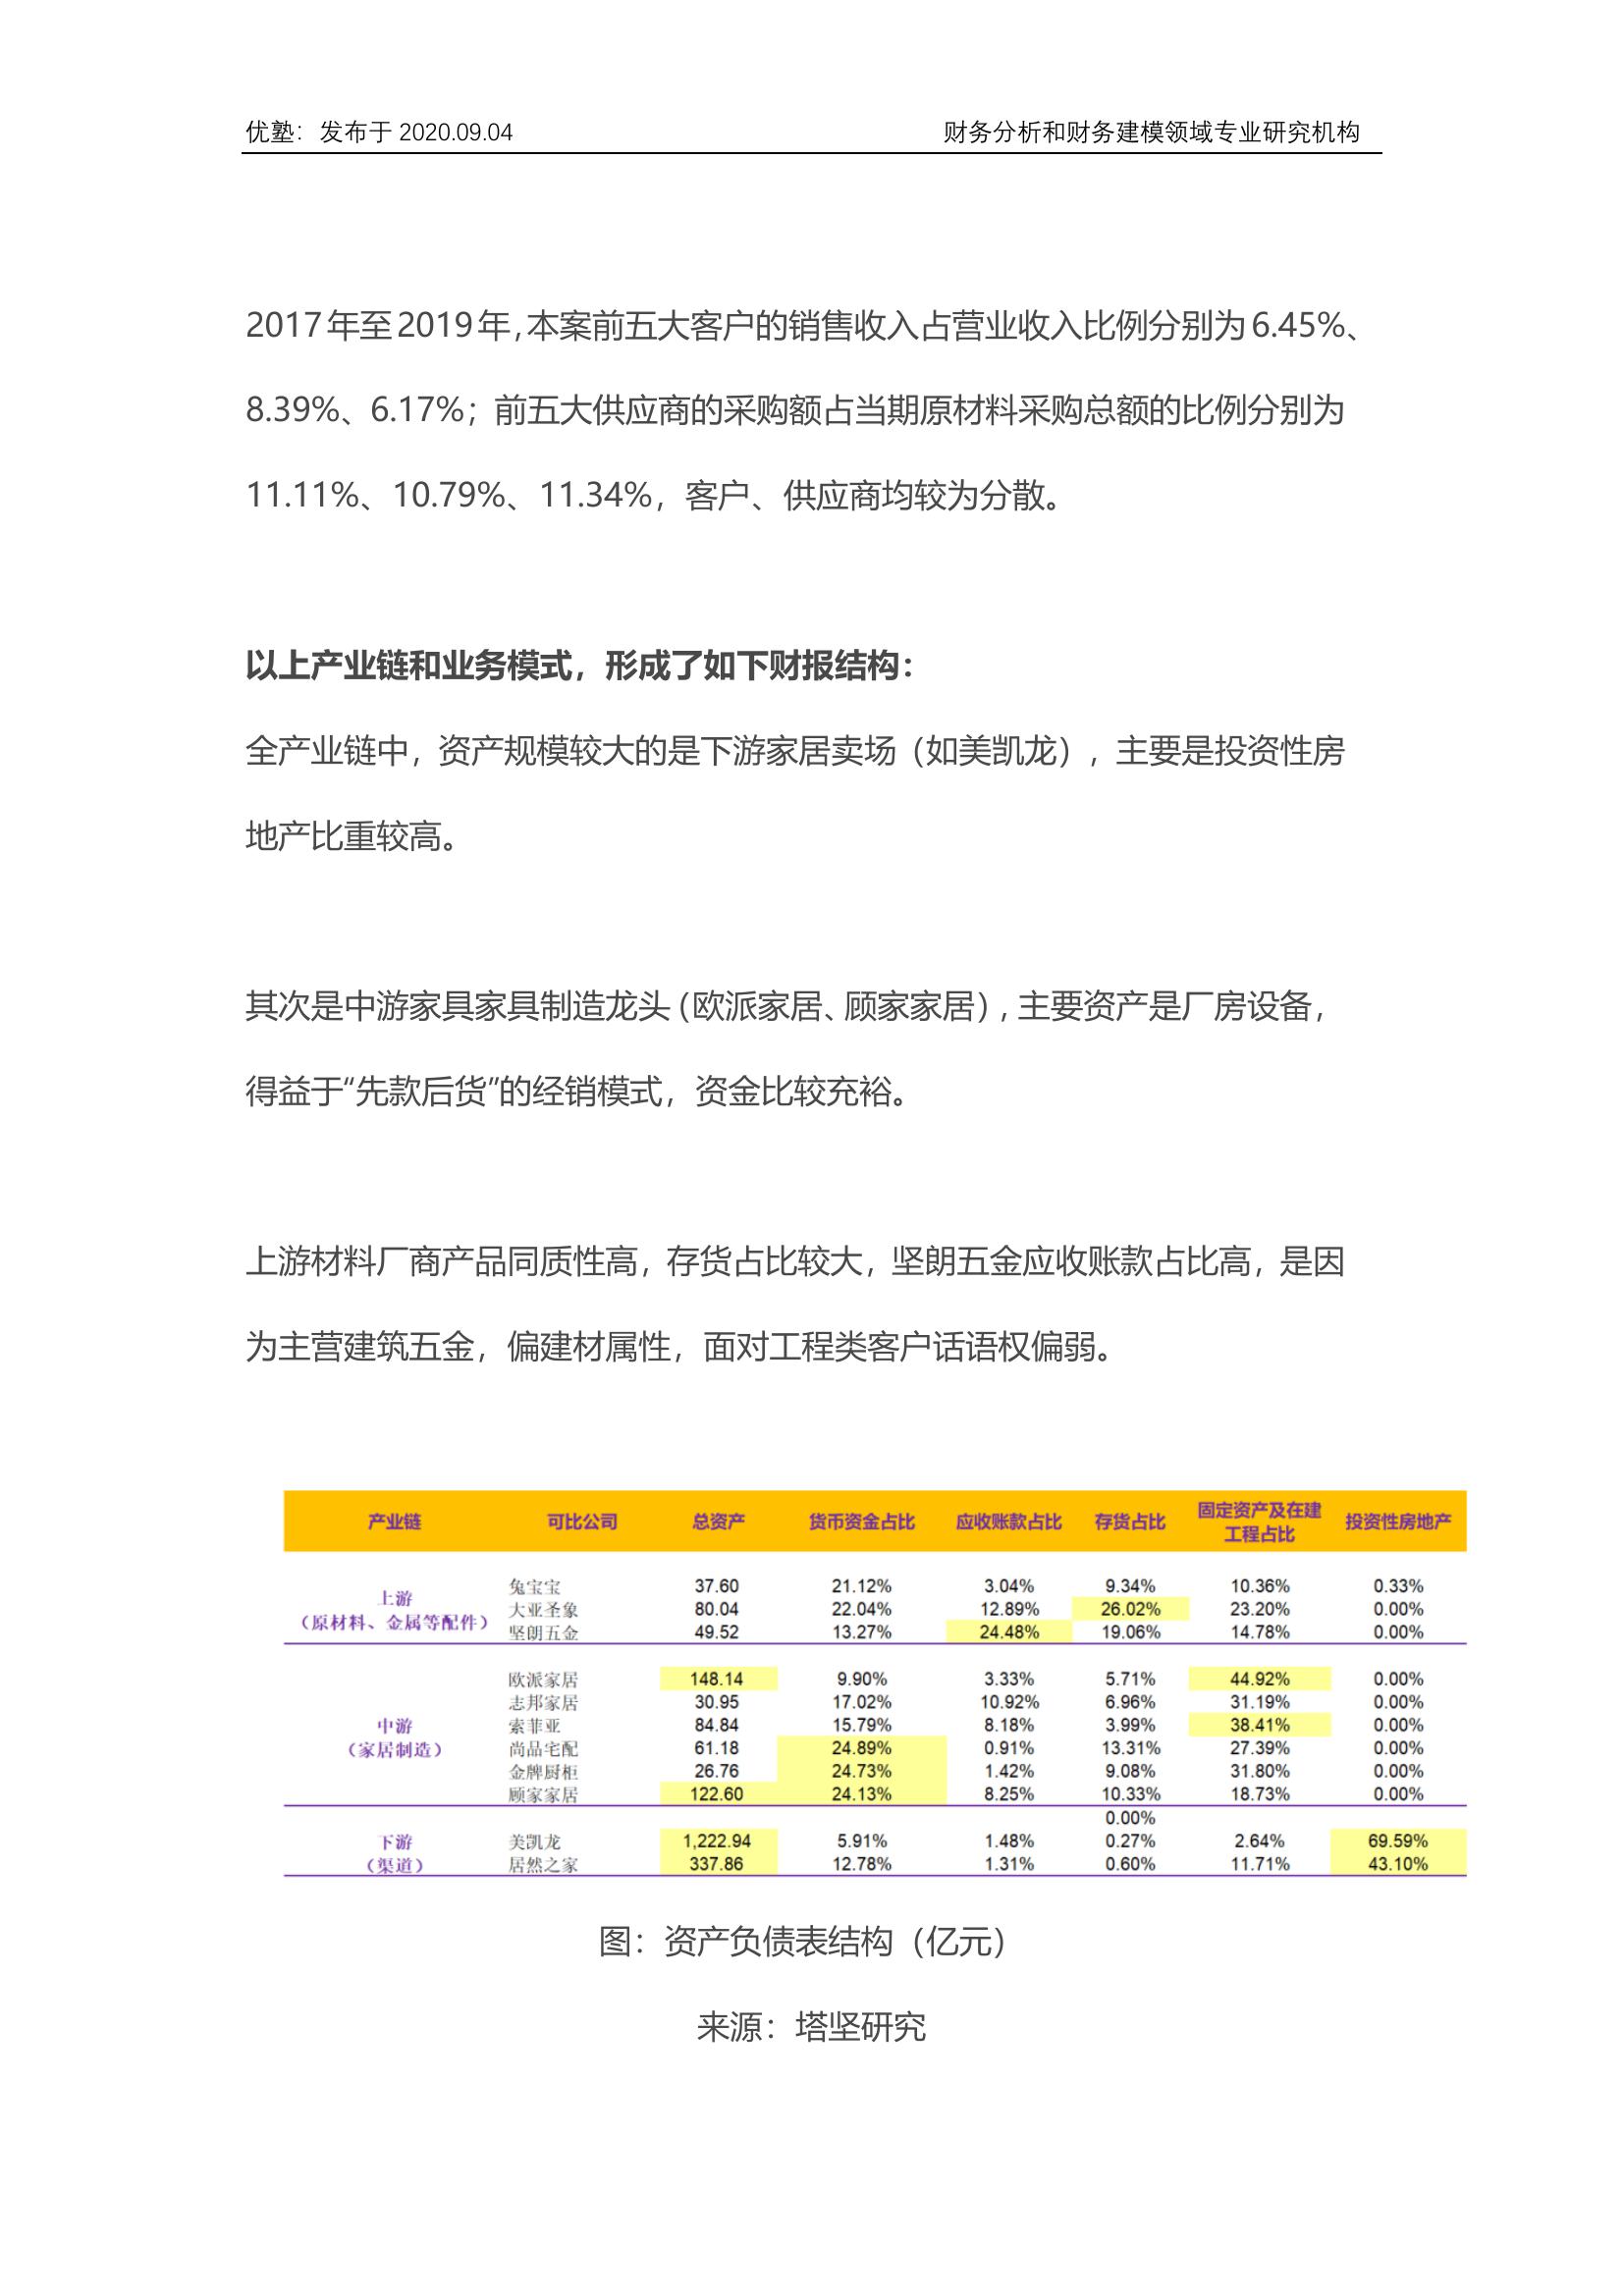 优塾：发布于 2020.09.04 财务分析和财务建模领域专业研究机构
2017年至2019年，本案前五大客户的销售收入占营业收入比例分别为6.45%、
8.39%、6.17%；前五大供应商的采购额占当期原材料采购总额的比例分别为
11.11%、10.79%、11.34%，客户、供应商均较为分散。
以上产业链和业务模式，形成了如下财报结构：
全产业链中，资产规模较大的是下游家居卖场（如美凯龙），主要是投资性房
地产比重较高。
其次是中游家具家具制造龙头（欧派家居、顾家家居），主要资产是厂房设备，
得益于“先款后货”的经销模式，资金比较充裕。
上游材料厂商产品同质性高，存货占比较大，坚朗五金应收账款占比高，是因
为主营建筑五金，偏建材属性，面对工程类客户话语权偏弱。
产业链 可比公司 总资产 货币资金占比 应收账款占比 存货占比 固定资产及在建工程占比 投资性房地产
上游
（原材料、金属等配件）
兔宝宝 37.60 21.12% 3.04% 9.34% 10.36% 0.33%
大亚圣象 80.04 22.04% 12.89% 26.02% 23.20% 0.00%
坚朗五金 49.52 13.27% 24.48% 19.06% 14.78% 0.00%
中游
（家居制造）
欧派家居 148.14 9.90% 3.33% 5.71% 44.92% 0.00%
志邦家居 30.95 17.02% 10.92% 6.96% 31.19% 0.00%
索菲亚 84.84 15.79% 8.18% 3.99% 38.41% 0.00%
尚品宅配 61.18 24.89% 0.91% 13.31% 27.39% 0.00%
金牌厨柜 26.76 24.73% 1.42% 9.08% 31.80% 0.00%
顾家家居 122.60 24.13% 8.25% 10.33% 18.73% 0.00%
0.00%
下游
（渠道）
美凯龙 1,222.94 5.91% 1.48% 0.27% 2.64% 69.59%
居然之家 337.86 12.78% 1.31% 0.60% 11.71% 43.10%
图：资产负债表结构（亿元）
来源：塔坚研究